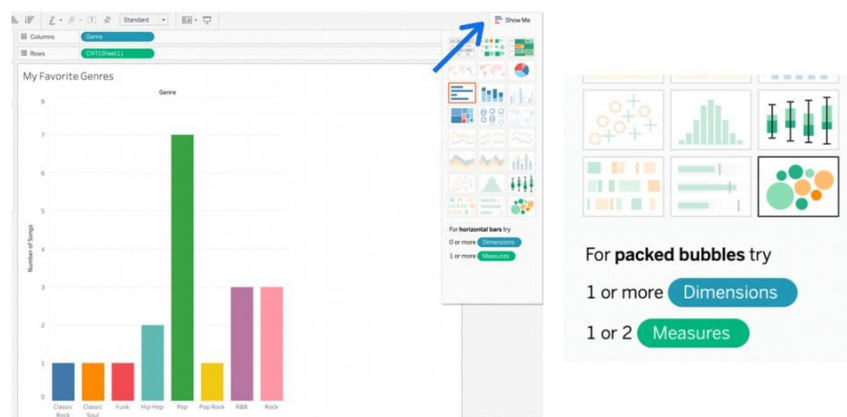 Standard
Show Me
Columns
Genre
Rows
CNT(Sheet1)
My Favorite Genres
Genre
Number of Songs
8
7
6
5
4
3
2
1
0
Classic Rock
Classic Soul
Funk
Hip-Hop
Pop
Pop Rock
R&B
Rock
For horizontal bars try
0 or more Dimensions
1 or more Measures
For packed bubbles try
1 or more Dimensions
1 or 2 Measures